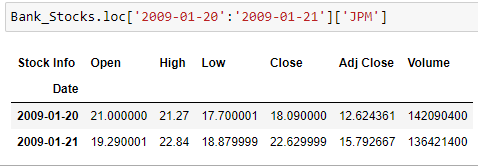 Bank_Stocks.loc['2009-01-20':'2009-01-21']['JPM']
Stock Info Open High Low Close Adj Close Volume
Date
2009-01-20 21.000000 21.27 17.700001 18.090000 12.624361 142090400
2009-01-21 19.290001 22.84 18.879999 22.629999 15.792667 136421400